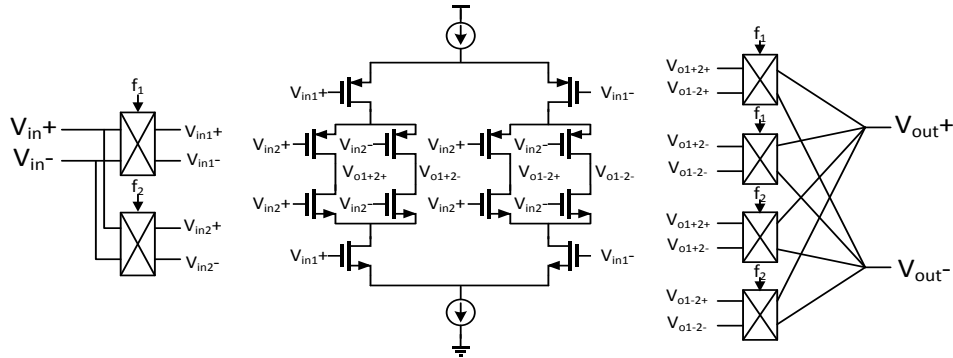 f1
Vin+
Vin-
Vin1+
Vin1-
f2
Vin2+
Vin2-
Vin1+
Vin1-
Vin2+
Vin2-
Vin2+
Vin2-
Vo1+2+
Vo1+2-
Vo1-2+
Vo1-2-
Vin2+
Vin2-
Vin2+
Vin2-
Vin1+
Vin1-
f1
Vo1+2+
Vo1-2+
f1
Vo1+2-
Vo1-2-
f2
Vo1+2+
Vo1+2-
f2
Vo1-2+
Vo1-2-
Vout+
Vout-